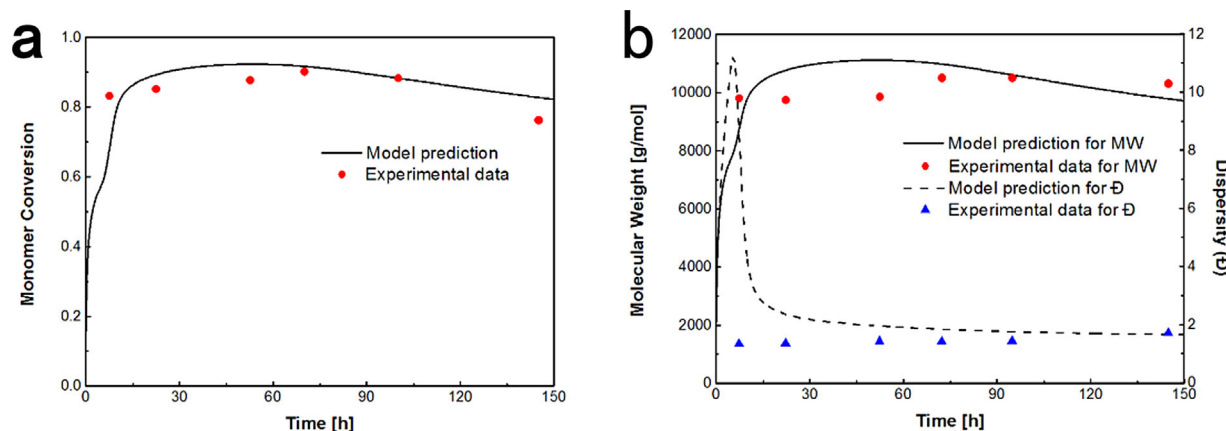 a
1.0
0.8
0.6
0.4
0.2
0.0
Monomer Conversion
Model prediction
Experimental data
0
30
60
90
120
150
Time [h]
b
12000
10000
8000
6000
4000
2000
0
Molecular Weight [g/mol]
Model prediction for MW
Experimental data for MW
Model prediction for Đ
Experimental data for Đ
12
10
8
6
4
2
0
Dispersity (Đ)
0
30
60
90
120
150
Time [h]